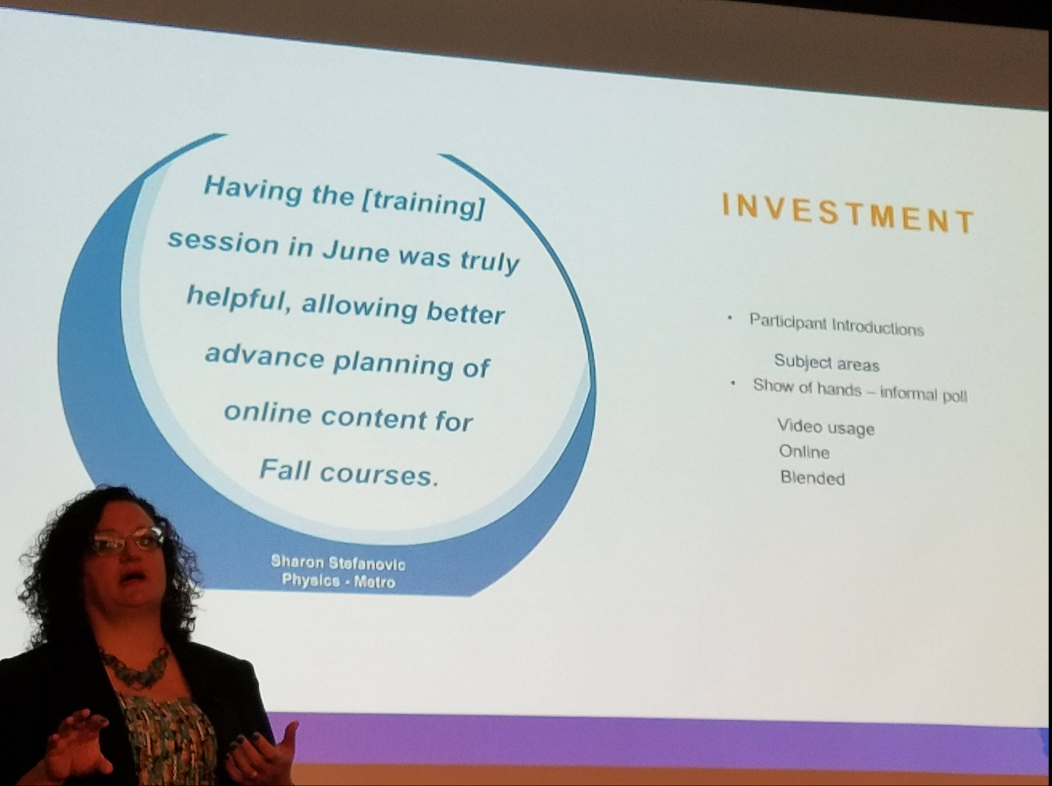 Having the [training]
session in June was truly
helpful, allowing better
advance planning of
online content for
Fall courses.
Sharon Stefanovic
Physics - Metro
INVESTMENT
• Participant Introductions
Subject areas
• Show of hands – informal poll
Video usage
Online
Blended